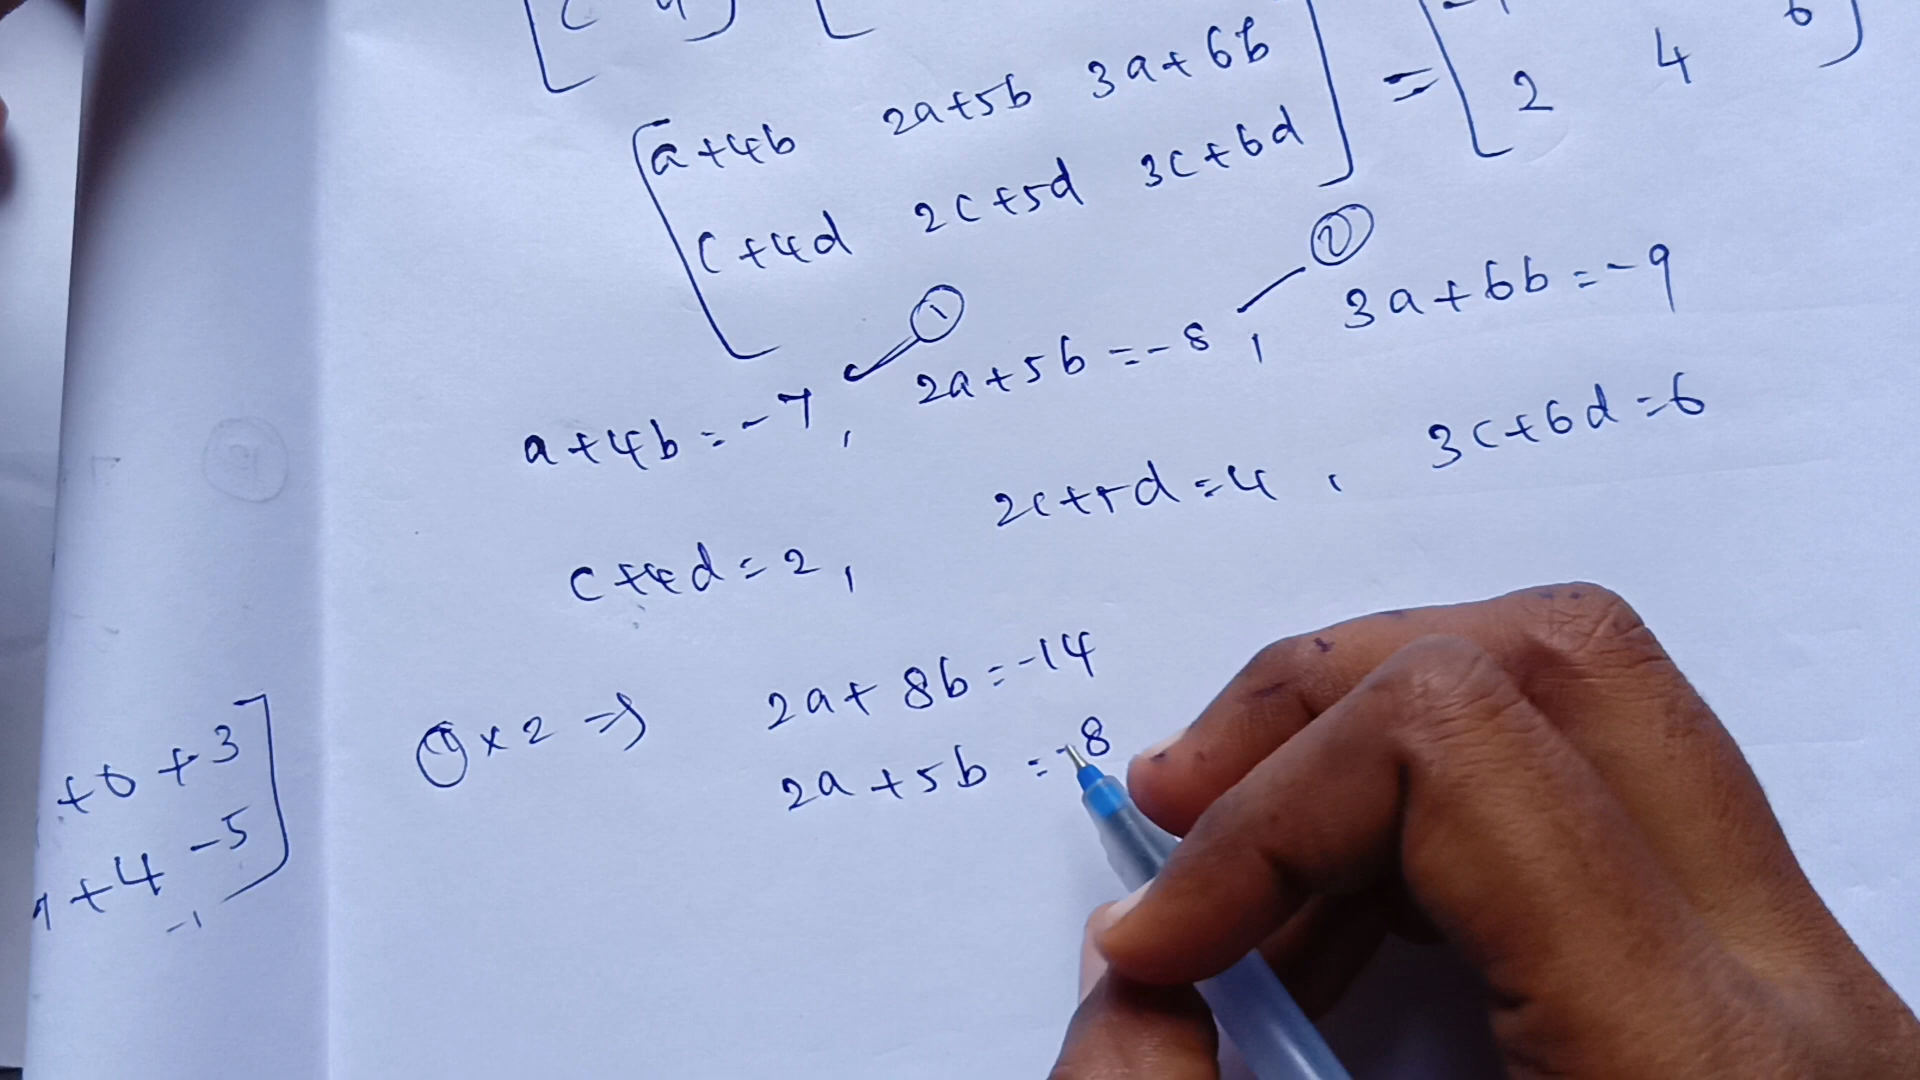 a+4b 2a+5b 3a+6b
c+4d 2c+5d 3c+6d
=
2 4 6
① ②
a+4b=-7, 2a+5b=-8, 3a+6b=-9
c+4d=2, 2c+5d=4, 3c+6d=6
①×2 ⇒ 2a+8b=-14
2a+5b=-8
+0+3
+4-5
-1